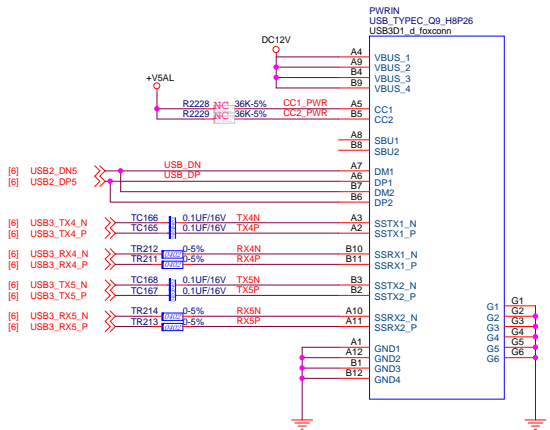 PWRIN
USB_TYPEC_Q9_H8P26
USB3D1_d_foxconn
DC12V
A4 VBUS_1
A9 VBUS_2
B4 VBUS_3
B9 VBUS_4
+V5AL
R2228 NC 36K-5% CC1_PWR A5 CC1
R2229 NC 36K-5% CC2_PWR B5 CC2
A8 SBU1
B8 SBU2
[6] USB2_DN5 USB_DN A7 DM1
[6] USB2_DP5 USB_DP A6 DP1
B7 DM2
B6 DP2
[6] USB3_TX4_N TC166 0.1UF/16V TX4N A3 SSTX1_N
[6] USB3_TX4_P TC165 0.1UF/16V TX4P A2 SSTX1_P
[6] USB3_RX4_N TR212 0402 0-5% RX4N B10 SSRX1_N
[6] USB3_RX4_P TR211 0402 0-5% RX4P B11 SSRX1_P
[6] USB3_TX5_N TC168 0.1UF/16V TX5N B3 SSTX2_N
[6] USB3_TX5_P TC167 0.1UF/16V TX5P B2 SSTX2_P
[6] USB3_RX5_N TR214 0402 0-5% RX5N A10 SSRX2_N
[6] USB3_RX5_P TR213 0402 0-5% RX5P A11 SSRX2_P
G1 G1
G2 G2
G3 G3
G4 G4
G5 G5
G6 G6
A1 GND1
A12 GND2
B1 GND3
B12 GND4